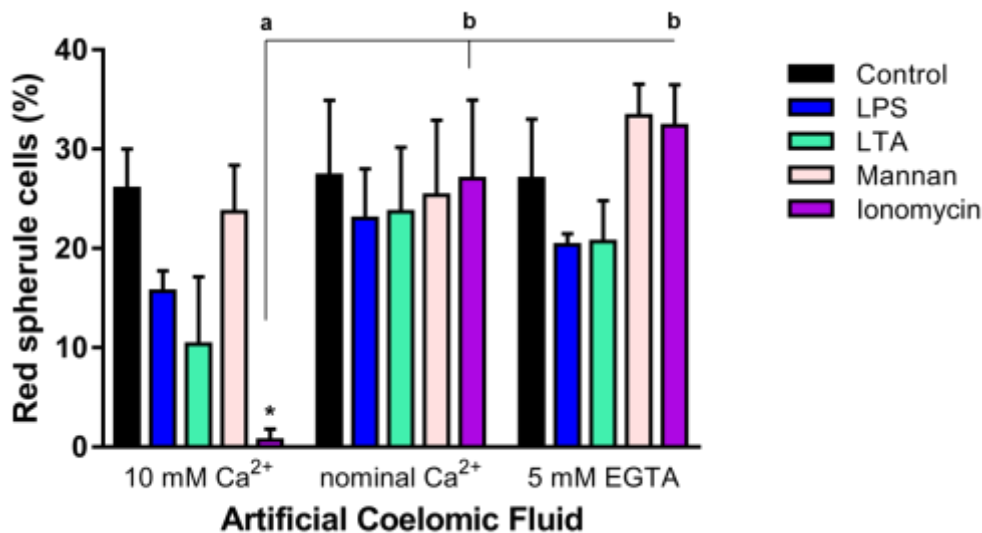 a b b
40
30
20
10
0
Red spherule cells (%)
*
10 mM Ca²⁺ nominal Ca²⁺ 5 mM EGTA
Artificial Coelomic Fluid
Control
LPS
LTA
Mannan
Ionomycin